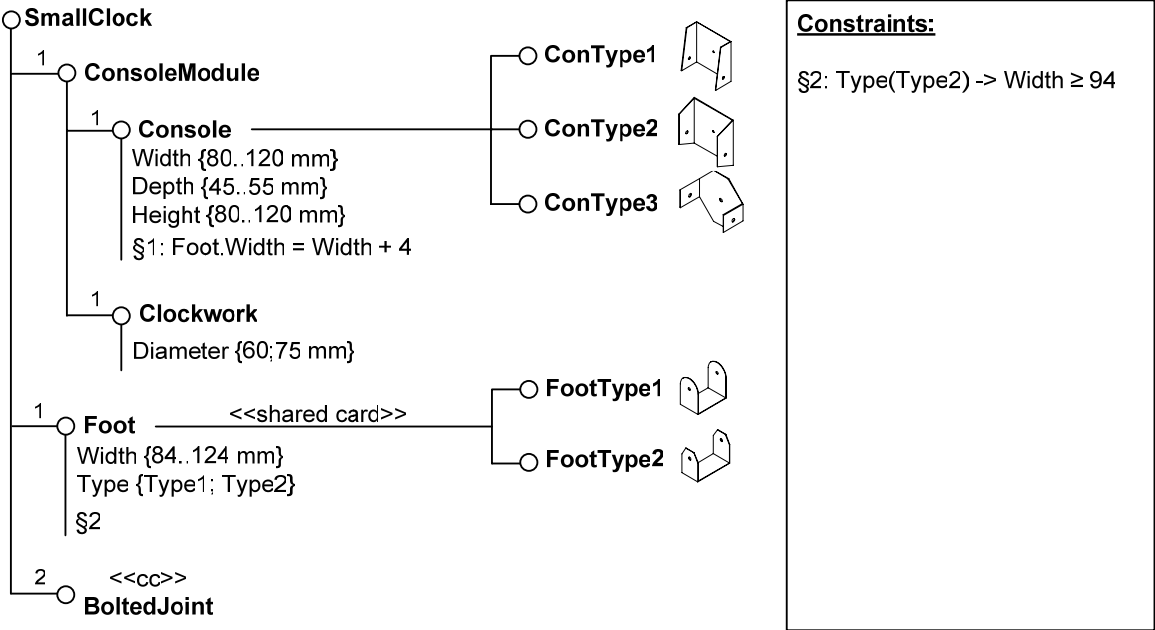 SmallClock
1
ConsoleModule
1
Console
Width {80..120 mm}
Depth {45..55 mm}
Height {80..120 mm}
§1: Foot.Width = Width + 4
ConType1
ConType2
ConType3
1
Clockwork
Diameter {60;75 mm}
1
Foot
<<shared card>>
Width {84..124 mm}
Type {Type1; Type2}
§2
FootType1
FootType2
2
<<cc>>
BoltedJoint
Constraints:
§2: Type(Type2) -> Width ≥ 94